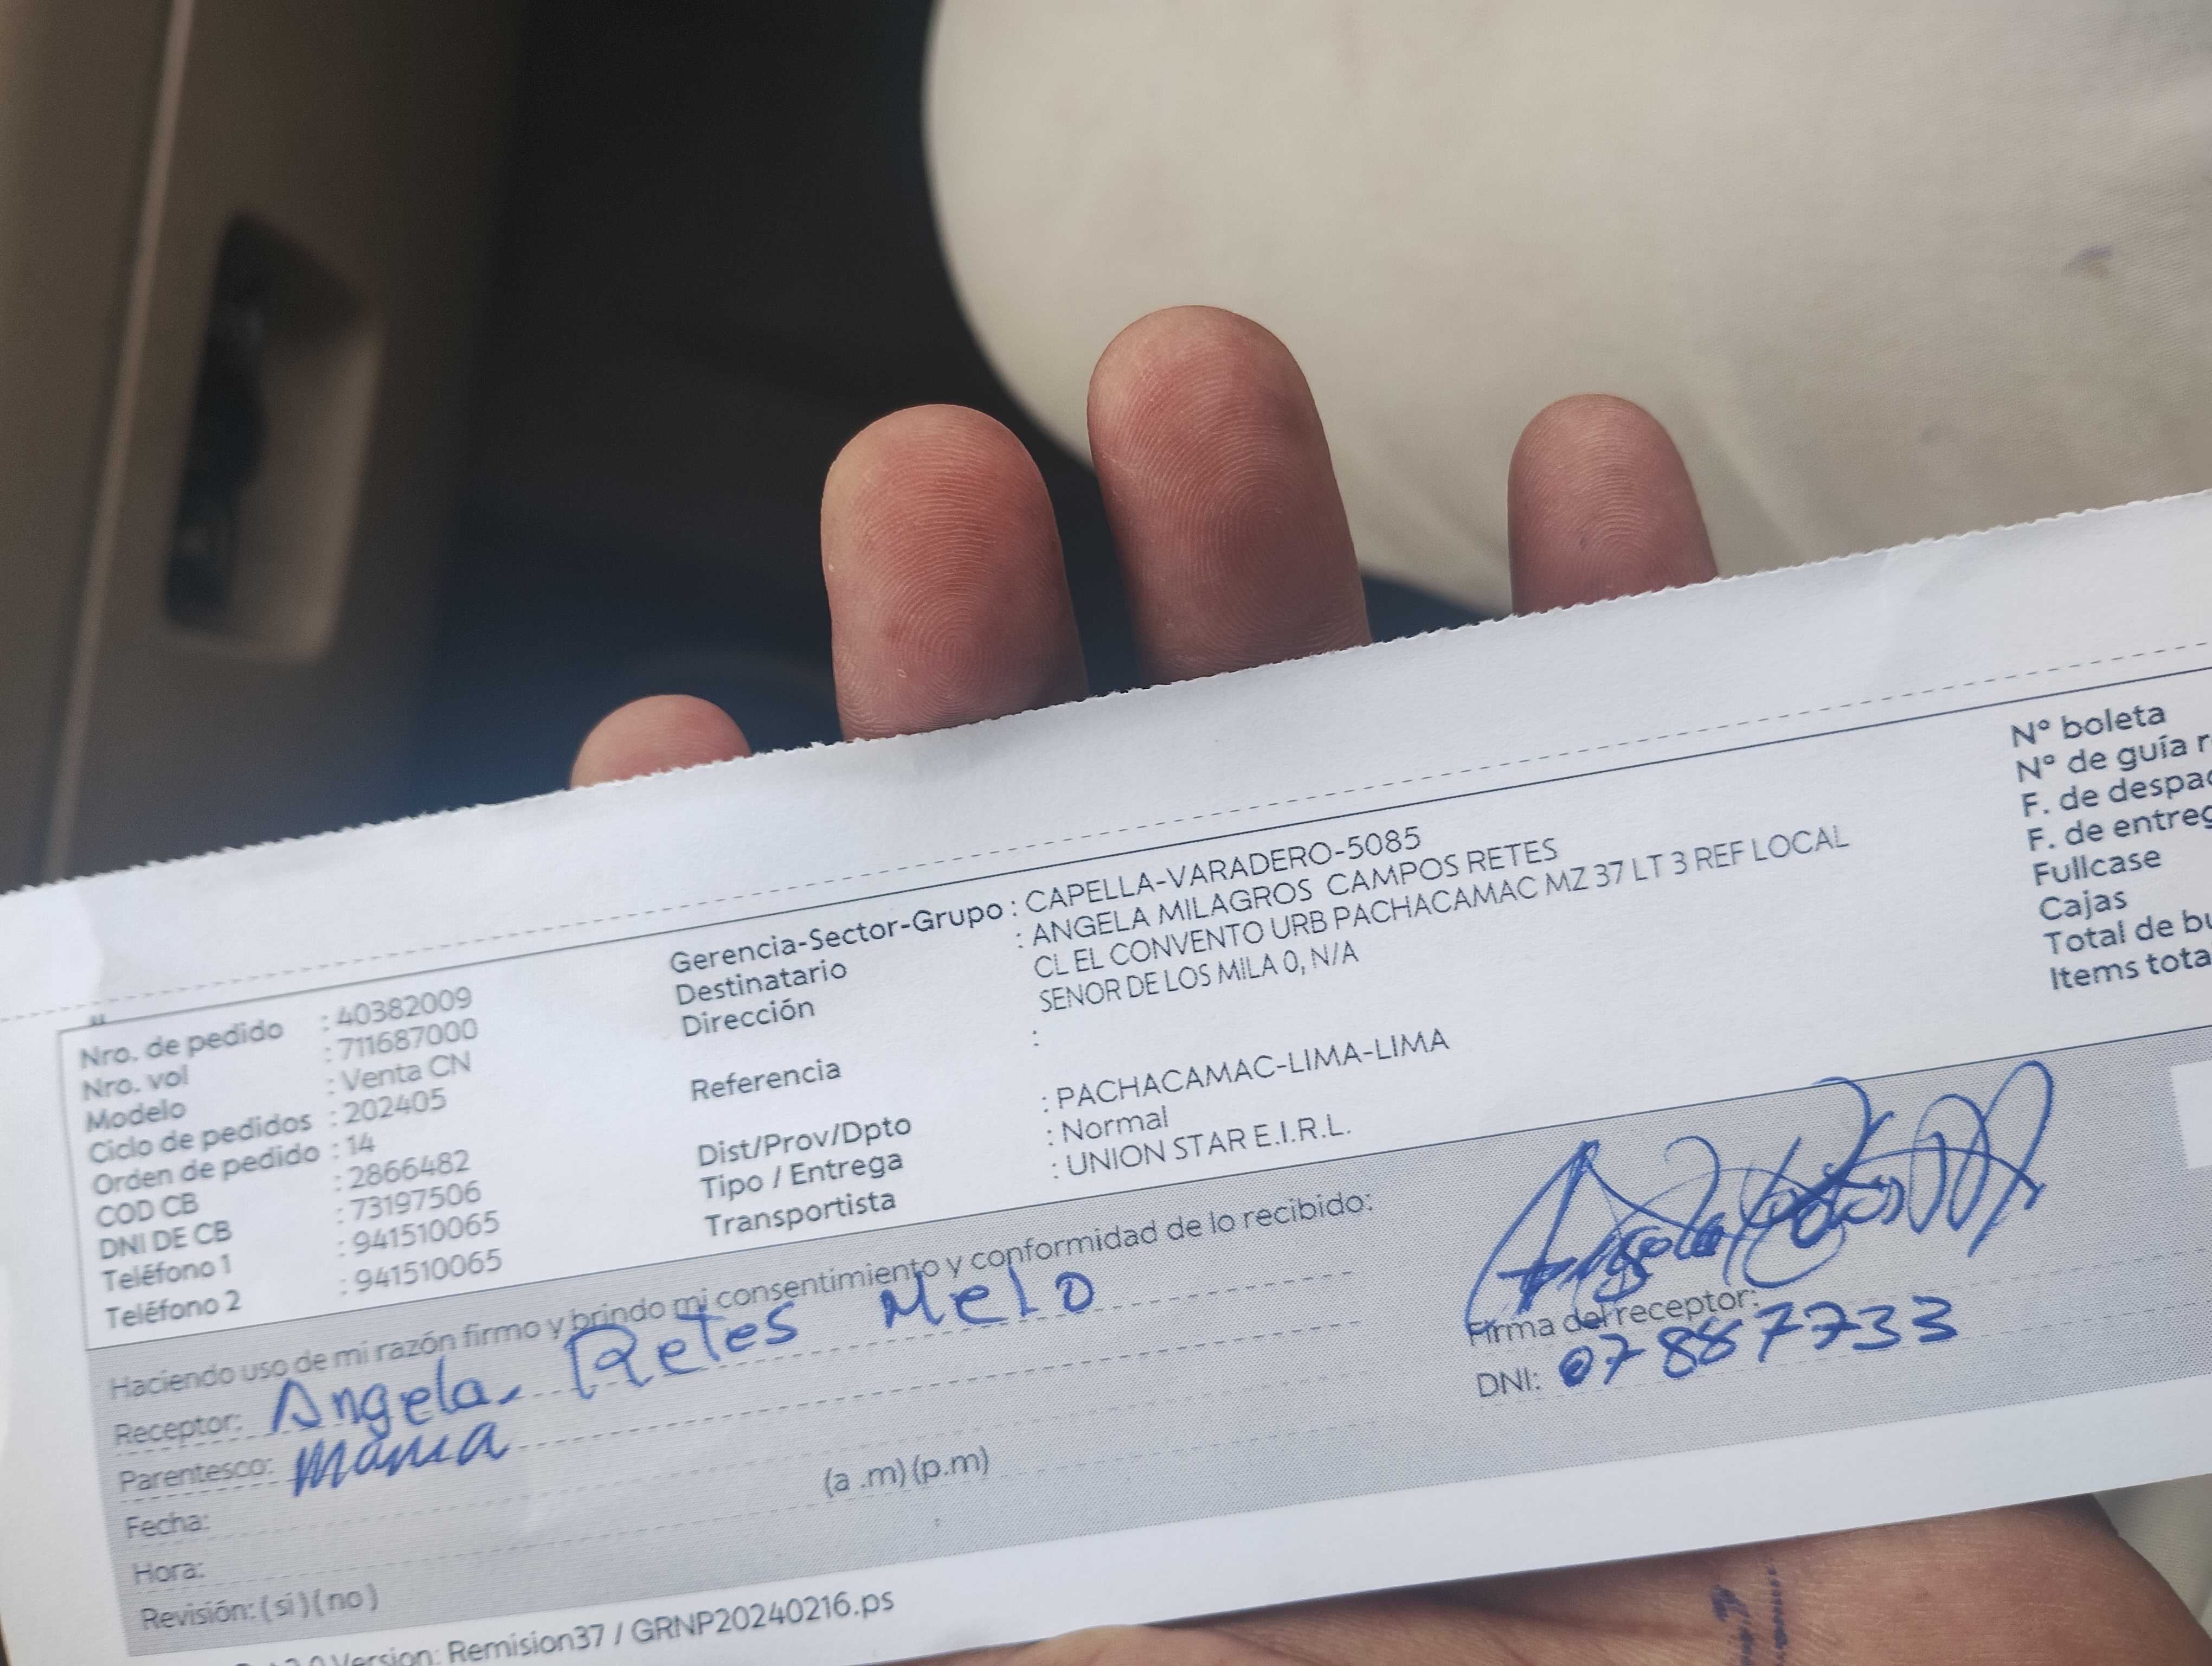 Nro. de pedido : 40382009
Nro. vol : 711687000
Modelo : Venta CN
Ciclo de pedidos : 202405
Orden de pedido : 14
COD CB : 2866482
DNI DE CB : 73197506
Teléfono 1 : 941510065
Teléfono 2 : 941510065
Gerencia-Sector-Grupo : CAPELLA-VARADERO-5085
Destinatario : ANGELA MILAGROS CAMPOS RETES
Dirección CL EL CONVENTO URB PACHACAMAC MZ 37 LT 3 REF LOCAL
SENOR DE LOS MILA 0, N/A
Referencia :
Dist/Prov/Dpto : PACHACAMAC-LIMA-LIMA
Tipo / Entrega : Normal
Transportista : UNION STAR E.I.R.L.
N° boleta
N° de guía
F. de
F. de
Fullcase
Cajas
Total de
Items
Haciendo uso de mi razón firmo y brindo mi consentimiento y conformidad de lo recibido:
Receptor: Angela Retes Melo
Parentesco: Mama
Fecha:
Hora: (a .m) (p.m)
Revisión: ( si ) ( no )
Firma del receptor:
DNI: 07887733
Version: Remision37 / GRNP20240216.ps